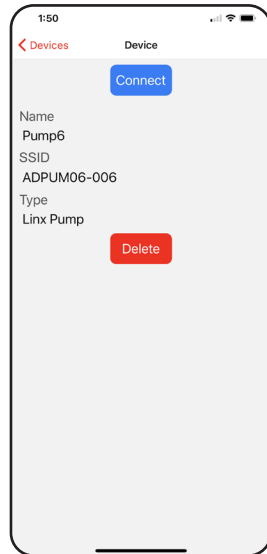 1:50
Devices
Device
Connect
Name
Pump6
SSID
ADPUM06-006
Type
Linx Pump
Delete